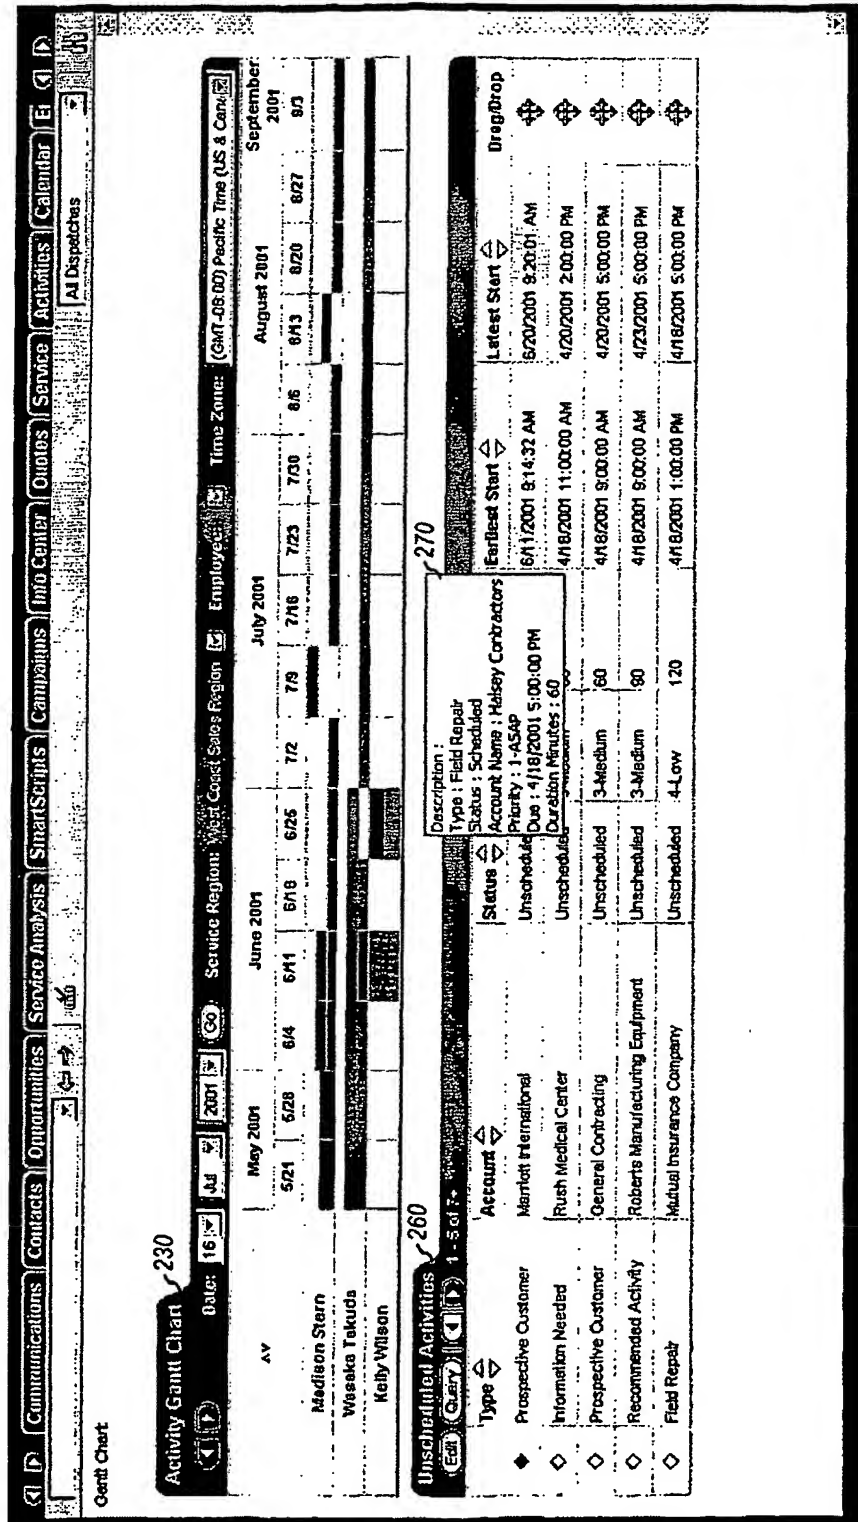 Communications Contacts Opportunities Service Analysis SmartScripts Campaigns Info Center Quotes Service Activities Calendar
All Dispatches
Gantt Chart
Activity Gantt Chart
230
Date: 16 Jul 2001 Go Service Region: West Coast Sales Region Employee: Time Zone: (GMT-08:00) Pacific Time (US &
May 2001 June 2001 July 2001 August 2001 September 2001
5/21 5/28 6/4 6/11 6/18 6/25 7/2 7/9 7/16 7/23 7/30 8/6 8/13 8/20 8/27 9/3
Madison Stern
Wasaka Takuda
Kelly Wilson
Unscheduled Activities
260
270
Edit Query 1 - 5 of 7+
Type Account Status Earliest Start Latest Start Drag/Drop
Prospective Customer Marriott International 6/11/2001 9:14:32 AM 6/20/2001 9:20:01 AM
Information Needed Rush Medical Center 4/18/2001 11:00:00 AM 4/20/2001 2:00:00 PM
Prospective Customer General Contracting Unscheduled 3-Medium 60 4/18/2001 9:00:00 AM 4/20/2001 5:00:00 PM
Recommended Activity Roberts Manufacturing Equipment Unscheduled 3-Medium 90 4/18/2001 9:00:00 AM 4/23/2001 5:00:00 PM
Field Repair Mutual Insurance Company Unscheduled 4-Low 120 4/18/2001 1:00:00 PM 4/18/2001 5:00:00 PM
Description :
Type : Field Repair
Status : Scheduled
Account Name : Halsey Contractors
Priority : 1-ASAP
Due : 4/18/2001 5:00:00 PM
Duration Minutes : 60